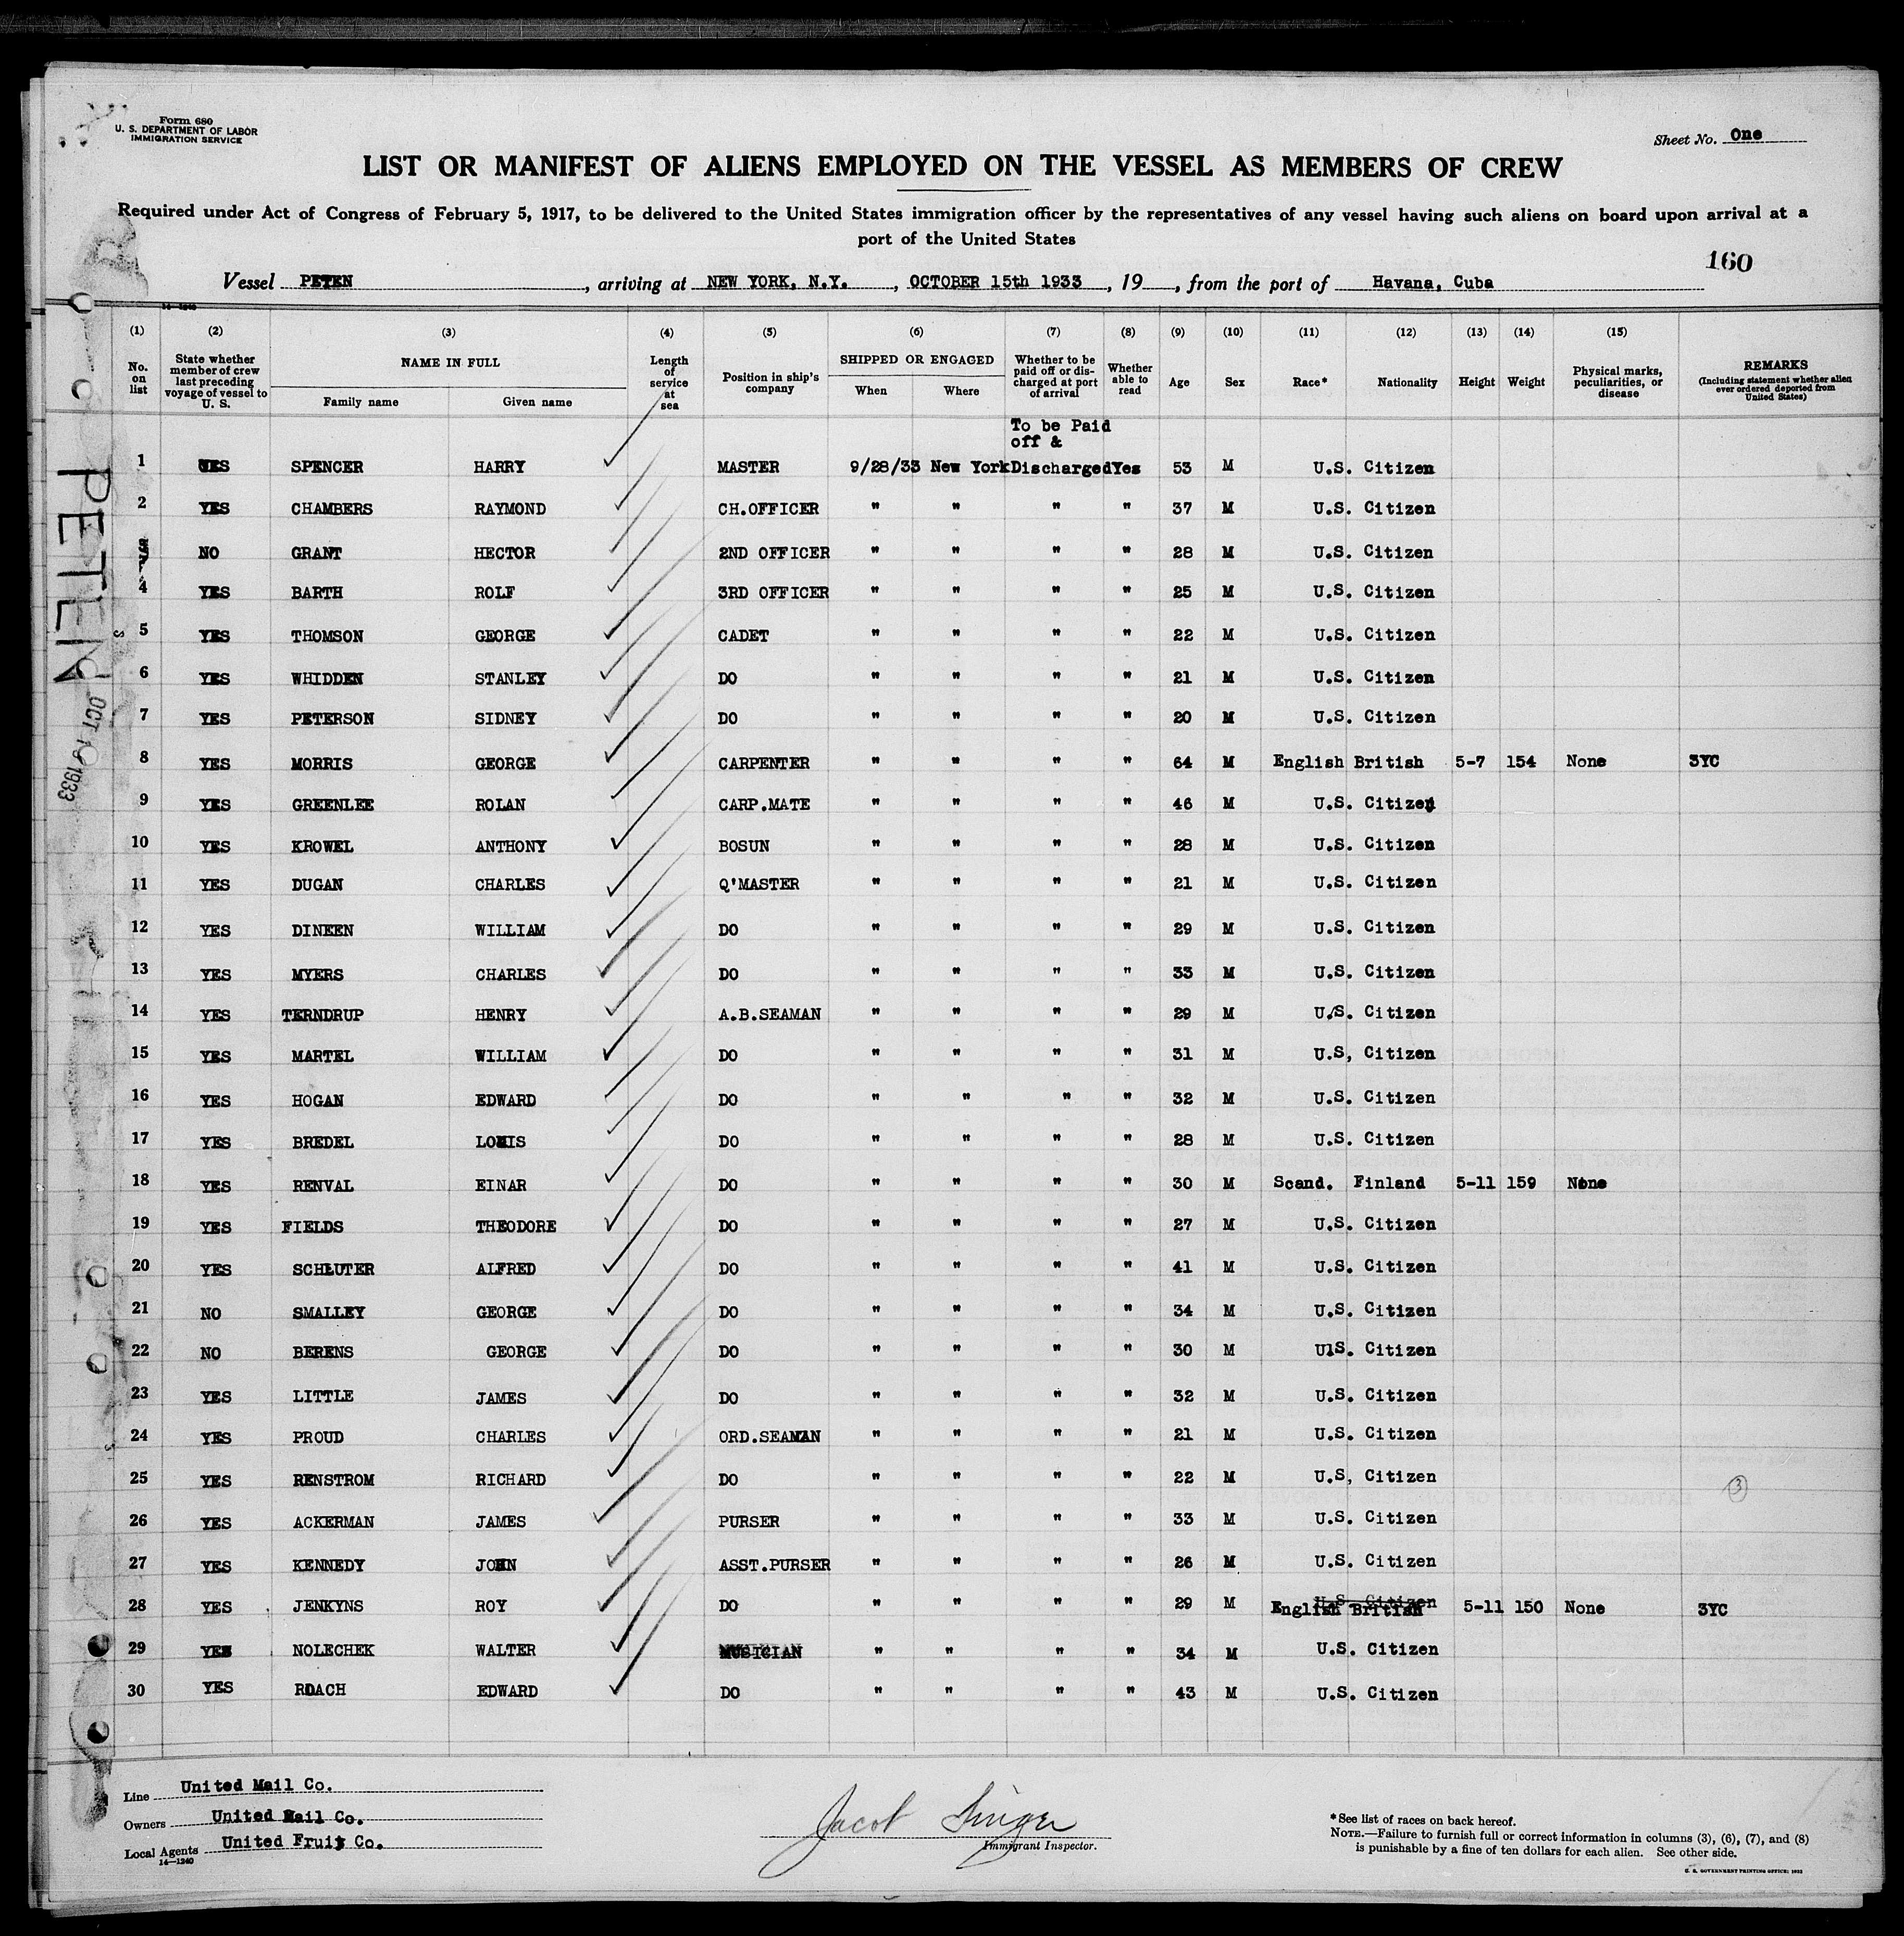 Form 680
U. S. DEPARTMENT OF LABOR
IMMIGRATION SERVICE
Sheet No. One
LIST OR MANIFEST OF ALIENS EMPLOYED ON THE VESSEL AS MEMBERS OF CREW
Required under Act of Congress of February 5, 1917, to be delivered to the United States immigration officer by the representatives of any vessel having such aliens on board upon arrival at a
port of the United States
160
Vessel PETEN, arriving at NEW YORK, N.Y., OCTOBER 15th 1933, 19, from the port of Havana, Cuba
(1) (2) (3) (4) (5) (6) (7) (8) (9) (10) (11) (12) (13) (14) (15)
No. on list | State whether member of crew last preceding voyage of vessel to U. S. | NAME IN FULL Family name Given name | Length of service at sea | Position in ship's company | SHIPPED OR ENGAGED When Where | Whether to be paid off or discharged at port of arrival | Whether able to read | Age | Sex | Race* | Nationality | Height | Weight | Physical marks, peculiarities, or disease | REMARKS (Including statement whether alien ever ordered deported from United States)
To be Paid
off &
1 YES SPENCER HARRY MASTER 9/28/33 New York Discharged Yes 53 M U.S. Citizen
2 YES CHAMBERS RAYMOND CH.OFFICER " " " " 37 M U.S. Citizen
NO GRANT HECTOR 2ND OFFICER " " " " 28 M U.S. Citizen
4 YES BARTH ROLF 3RD OFFICER " " " " 25 M U.S. Citizen
5 YES THOMSON GEORGE CADET " " " " 22 M U.S. Citizen
6 YES WHIDDEN STANLEY DO " " " " 21 M U.S. Citizen
7 YES PETERSON SIDNEY DO " " " " 20 M U.S. Citizen
8 YES MORRIS GEORGE CARPENTER " " " " 64 M English British 5-7 154 None 3YC
9 YES GREENLEE ROLAN CARP.MATE " " " " 46 M U.S. Citizen
10 YES KROWEL ANTHONY BOSUN " " " " 28 M U.S. Citizen
11 YES DUGAN CHARLES Q'MASTER " " " " 21 M U.S. Citizen
12 YES DINEEN WILLIAM DO " " " " 29 M U.S. Citizen
13 YES MYERS CHARLES DO " " " " 33 M U.S. Citizen
14 YES TERNDRUP HENRY A.B.SEAMAN " " " " 29 M U.S. Citizen
15 YES MARTEL WILLIAM DO " " " " 31 M U.S, Citizen
16 YES HOGAN EDWARD DO " " " " 32 M U.S. Citizen
17 YES BREDEL LOUIS DO " " " " 28 M U.S. Citizen
18 YES RENVAL EINAR DO " " " " 30 M Scand. Finland 5-11 159 None
19 YES FIELDS THEODORE DO " " " " 27 M U.S. Citizen
20 YES SCHLUTER ALFRED DO " " " " 41 M U.S. Citizen
21 NO SMALLEY GEORGE DO " " " " 34 M U.S. Citizen
22 NO BERENS GEORGE DO " " " " 30 M U.S. Citizen
23 YES LITTLE JAMES DO " " " " 32 M U.S. Citizen
24 YES PROUD CHARLES ORD.SEAMAN " " " " 21 M U.S. Citizen
25 YES RENSTROM RICHARD DO " " " " 22 M U.S, Citizen
3
26 YES ACKERMAN JAMES PURSER " " " " 33 M U.S. Citizen
27 YES KENNEDY JOHN ASST.PURSER " " " " 26 M U.S. Citizen
28 YES JENKYNS ROY DO " " " " 29 M U.S. Citizen English British 5-11 150 None 3YC
29 YES NOLECHEK WALTER MUSICIAN " " " " 34 M U.S. Citizen
30 YES ROACH EDWARD DO " " " " 43 M U.S. Citizen
PETEN
Line United Mail Co.
Owners United Mail Co.
Local Agents United Fruit Co.
14-1240
Jacob Singer
Immigrant Inspector.
*See list of races on back hereof.
NOTE.—Failure to furnish full or correct information in columns (3), (6), (7), and (8)
is punishable by a fine of ten dollars for each alien. See other side.
U. S. GOVERNMENT PRINTING OFFICE: 1932